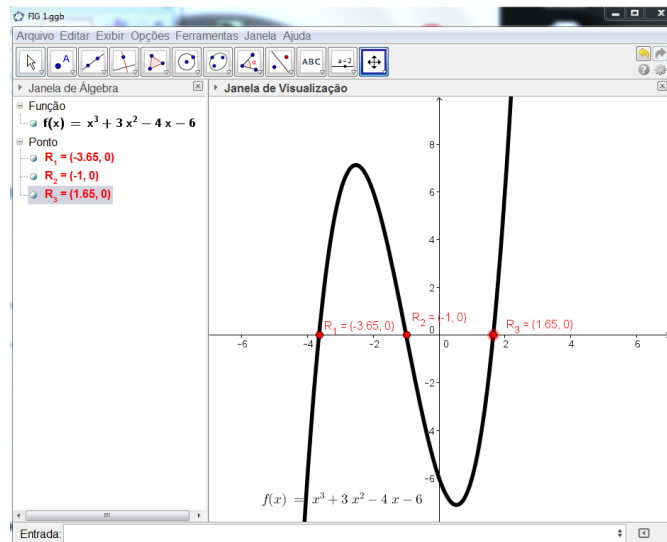 FIG 1.ggb
Arquivo Editar Exibir Opções Ferramentas Janela Ajuda
A
α
ABC
a=2
Janela de Álgebra
Função
f(x) = x³ + 3 x² − 4 x − 6
Ponto
R₁ = (-3.65, 0)
R₂ = (-1, 0)
R₃ = (1.65, 0)
Janela de Visualização
8
6
4
2
0
-2
-4
-6
-6
-4
-2
0
2
4
6
R₁ = (-3.65, 0)
R₂ = (-1, 0)
R₃ = (1.65, 0)
f(x) = x³ + 3 x² − 4 x − 6
Entrada: